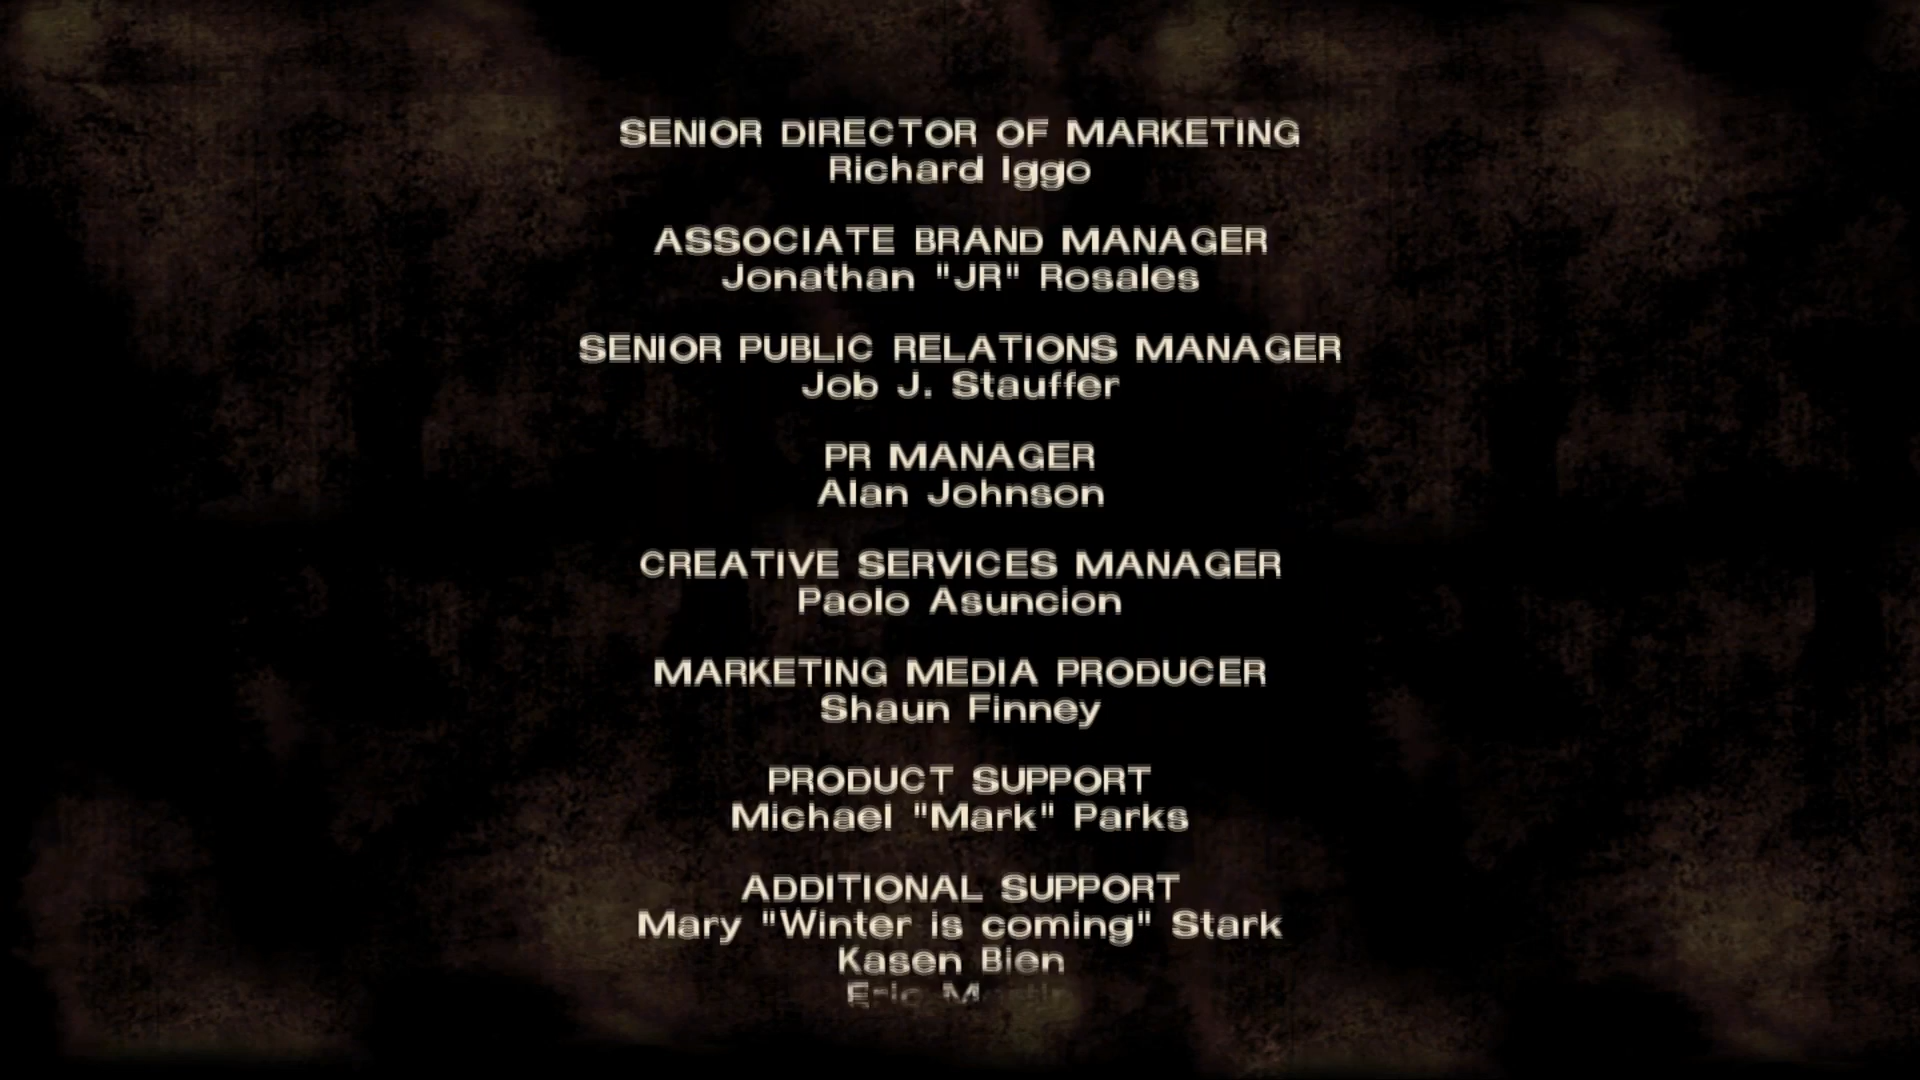 SENIOR DIRECTOR OF MARKETING
Richard Iggo
ASSOCIATE BRAND MANAGER
Jonathan "JR" Rosales
SENIOR PUBLIC RELATIONS MANAGER
Job J. Stauffer
PR MANAGER
Alan Johnson
CREATIVE SERVICES MANAGER
Paolo Asuncion
MARKETING MEDIA PRODUCER
Shaun Finney
PRODUCT SUPPORT
Michael "Mark" Parks
ADDITIONAL SUPPORT
Mary "Winter is coming" Stark
Kasen Bien
Eric